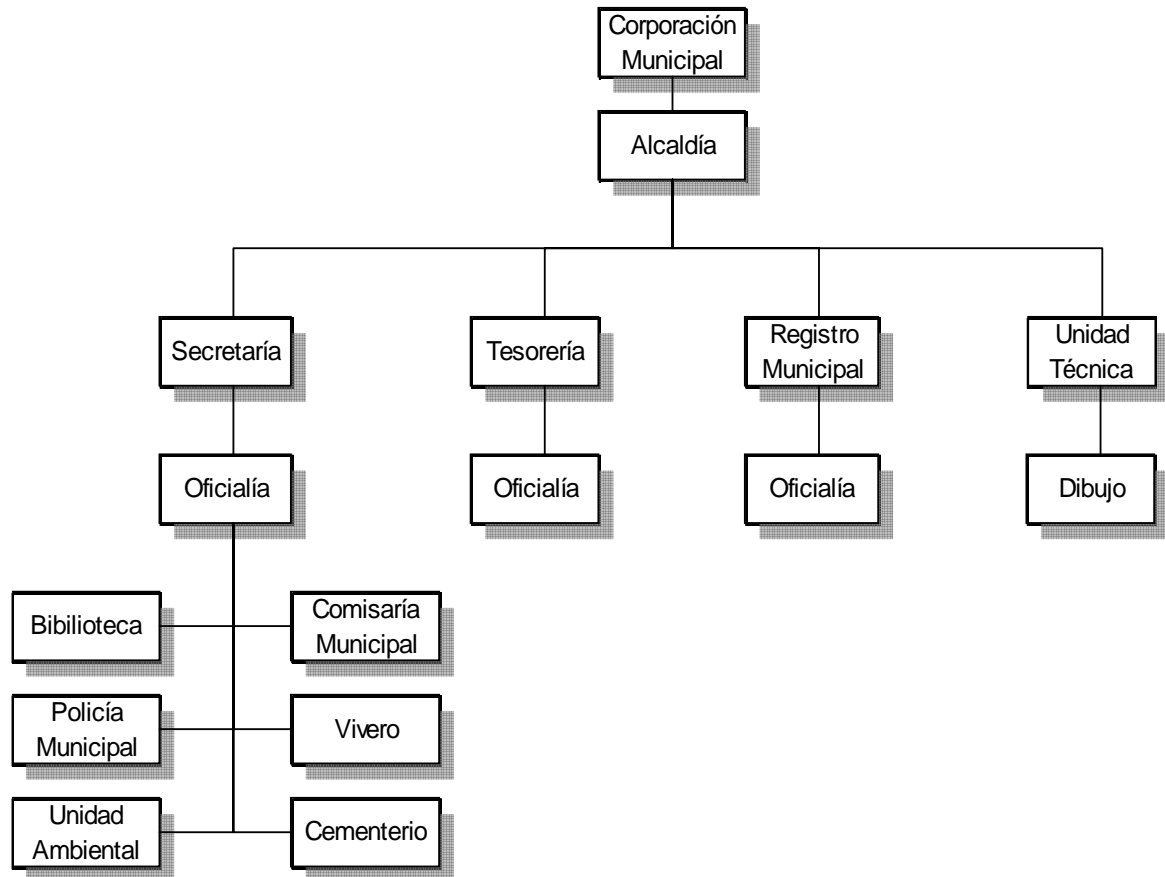 Corporación
Municipal
Alcaldía
Secretaría
Tesorería
Registro
Municipal
Unidad
Técnica
Oficialía
Oficialía
Oficialía
Dibujo
Bibilioteca
Comisaría
Municipal
Policía
Municipal
Vivero
Unidad
Ambiental
Cementerio